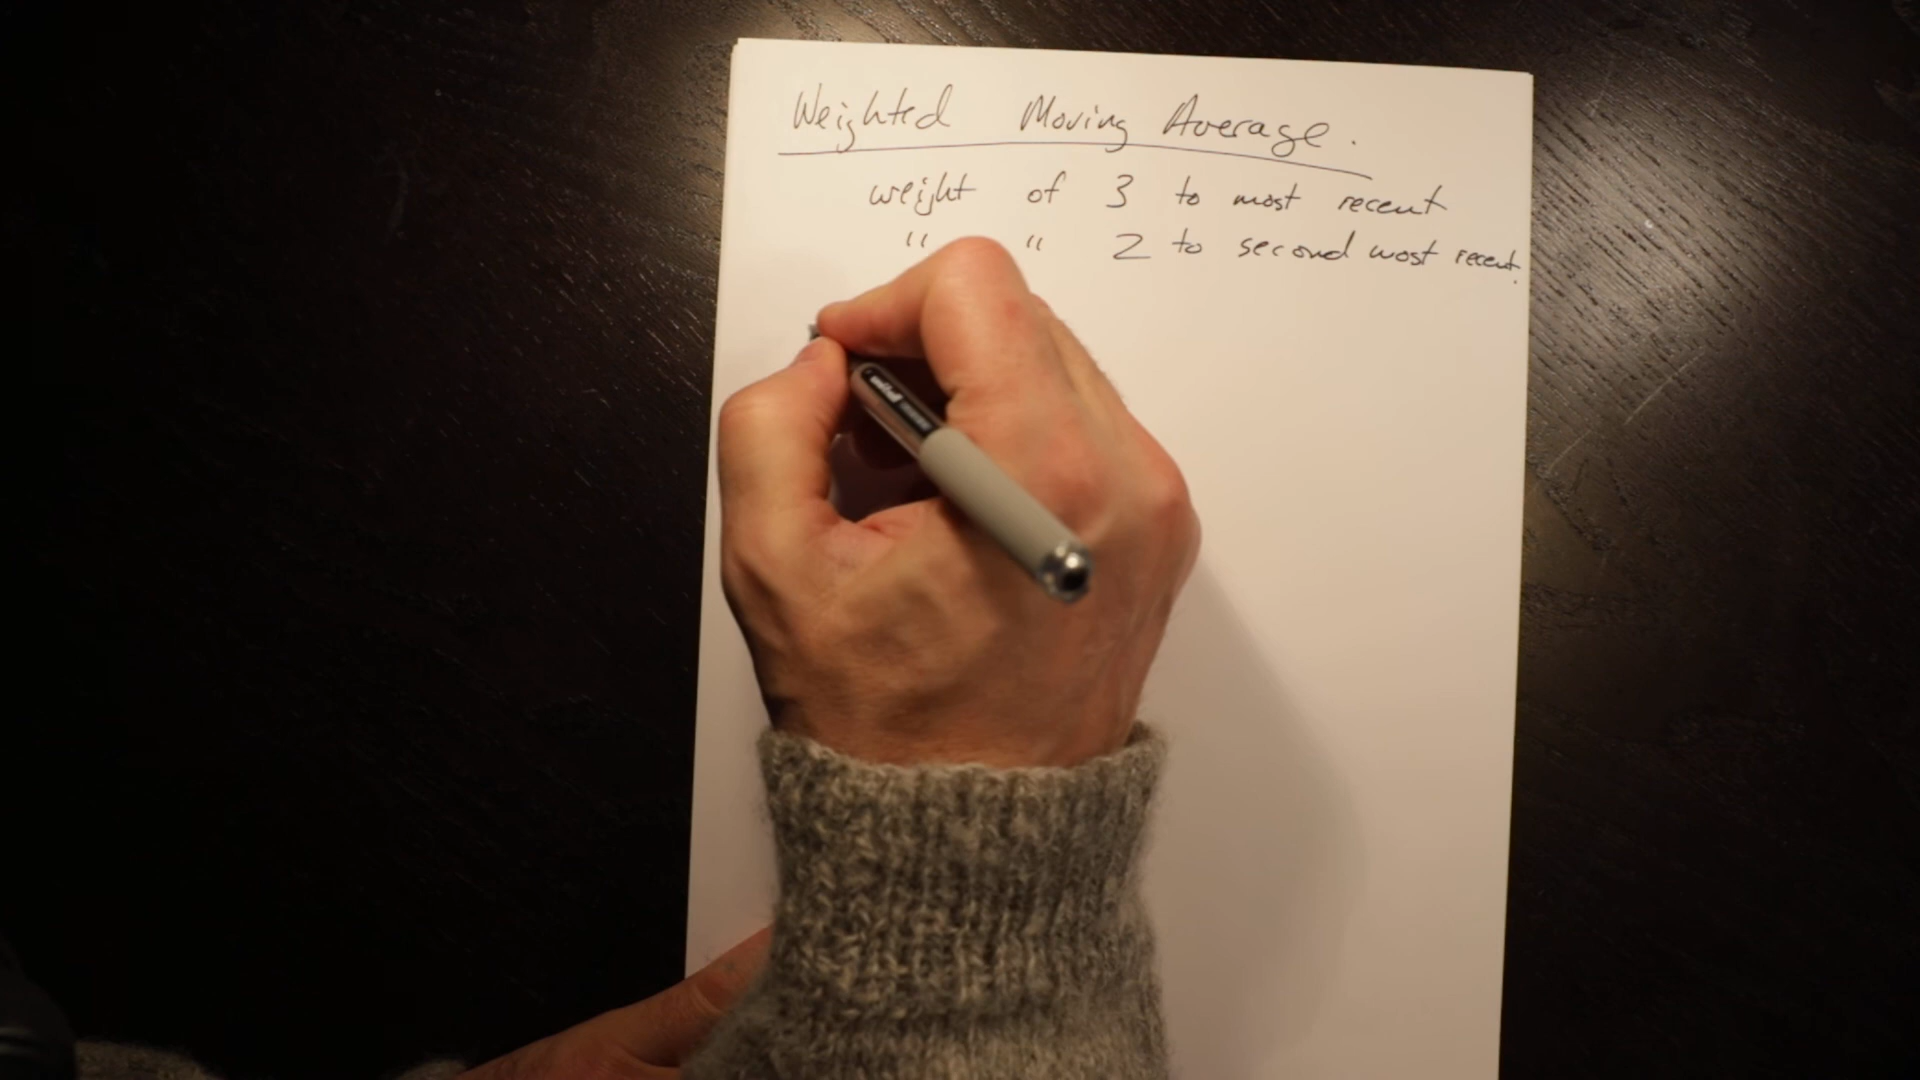 Weighted Moving Average.
weight of 3 to most recent
" " 2 to second most recent.